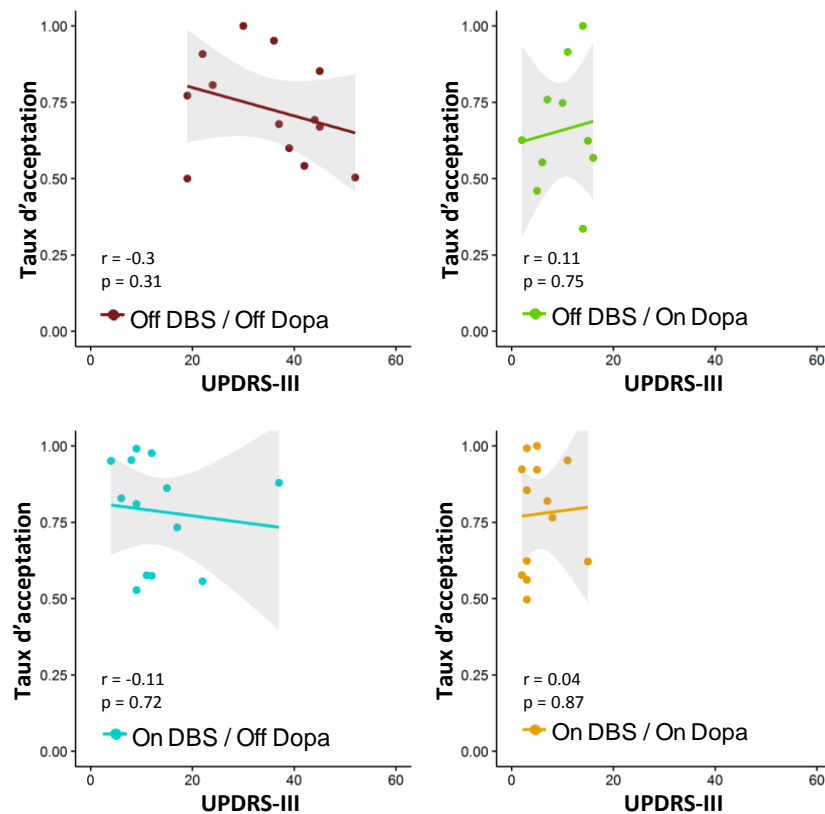 1.00
0.75
0.50
0.25
0.00
Taux d'acceptation
r = -0.3
p = 0.31
Off DBS / Off Dopa
0
20
40
60
UPDRS-III
1.00
0.75
0.50
0.25
0.00
Taux d'acceptation
r = 0.11
p = 0.75
Off DBS / On Dopa
0
20
40
60
UPDRS-III
1.00
0.75
0.50
0.25
0.00
Taux d'acceptation
r = -0.11
p = 0.72
On DBS / Off Dopa
0
20
40
60
UPDRS-III
1.00
0.75
0.50
0.25
0.00
Taux d'acceptation
r = 0.04
p = 0.87
On DBS / On Dopa
0
20
40
60
UPDRS-III